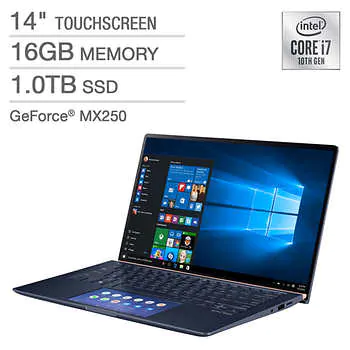 14" TOUCHSCREEN
16GB MEMORY
1.0TB SSD
GeForce® MX250
intel
CORE i7
10TH GEN